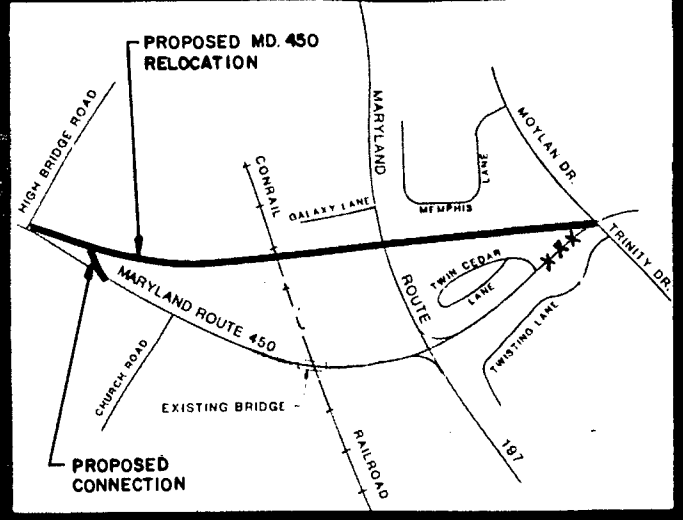 PROPOSED MD. 450
RELOCATION
HIGH BRIDGE ROAD
CONRAIL
MARYLAND
MOYLAN DR.
LANE
GALAXY LANE
MEMPHIS
TRINITY DR.
TWIN CEDAR
LANE
ROUTE
MARYLAND ROUTE 450
TWISTING LANE
CHURCH ROAD
EXISTING BRIDGE
RAILROAD
197
PROPOSED
CONNECTION